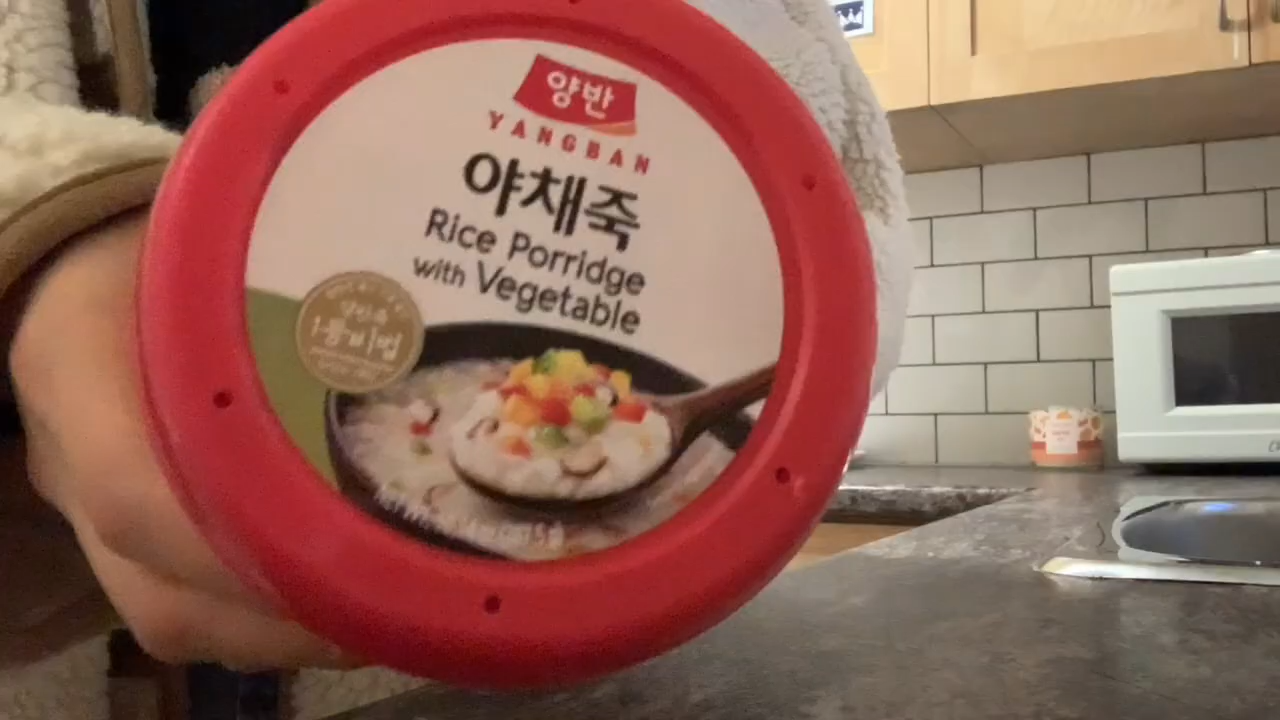 양반
YANGBAN
야채죽
Rice Porridge
with Vegetable